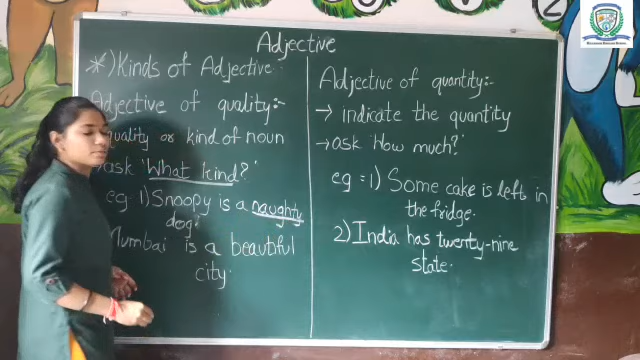 Adjective
*) Kinds of Adjective
Adjective of quality:-
quality or kind of noun
ask 'What kind?'
eg 1) Snoopy is a naughty
dog.
Mumbai is a beautiful
city.
Adjective of quantity:-
→ indicate the quantity
→ ask 'How much?'
eg = 1) Some cake is left in
the fridge.
2) India has twenty-nine
state.